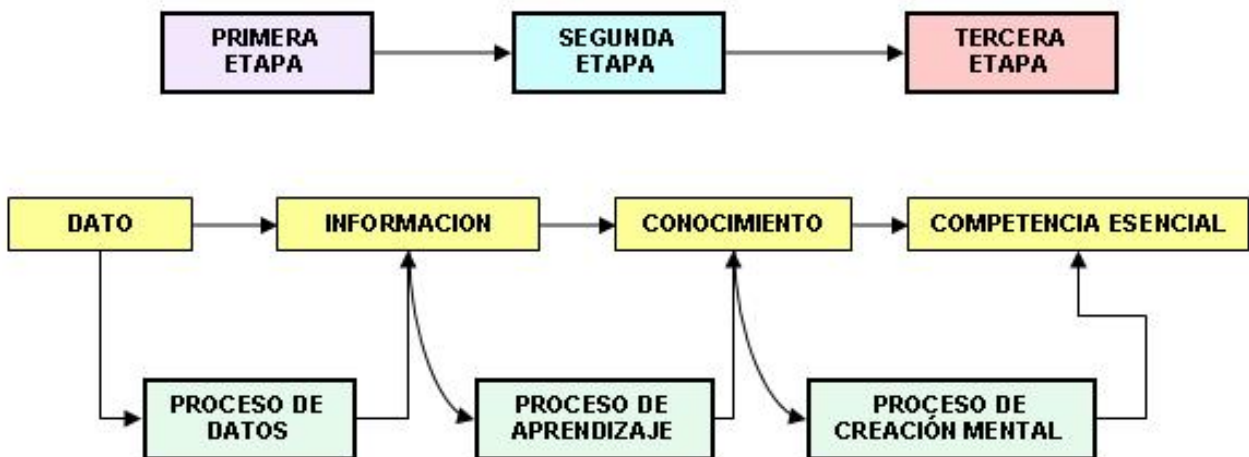 PRIMERA
ETAPA
SEGUNDA
ETAPA
TERCERA
ETAPA
DATO
INFORMACION
CONOCIMIENTO
COMPETENCIA ESENCIAL
PROCESO DE
DATOS
PROCESO DE
APRENDIZAJE
PROCESO DE
CREACIÓN MENTAL